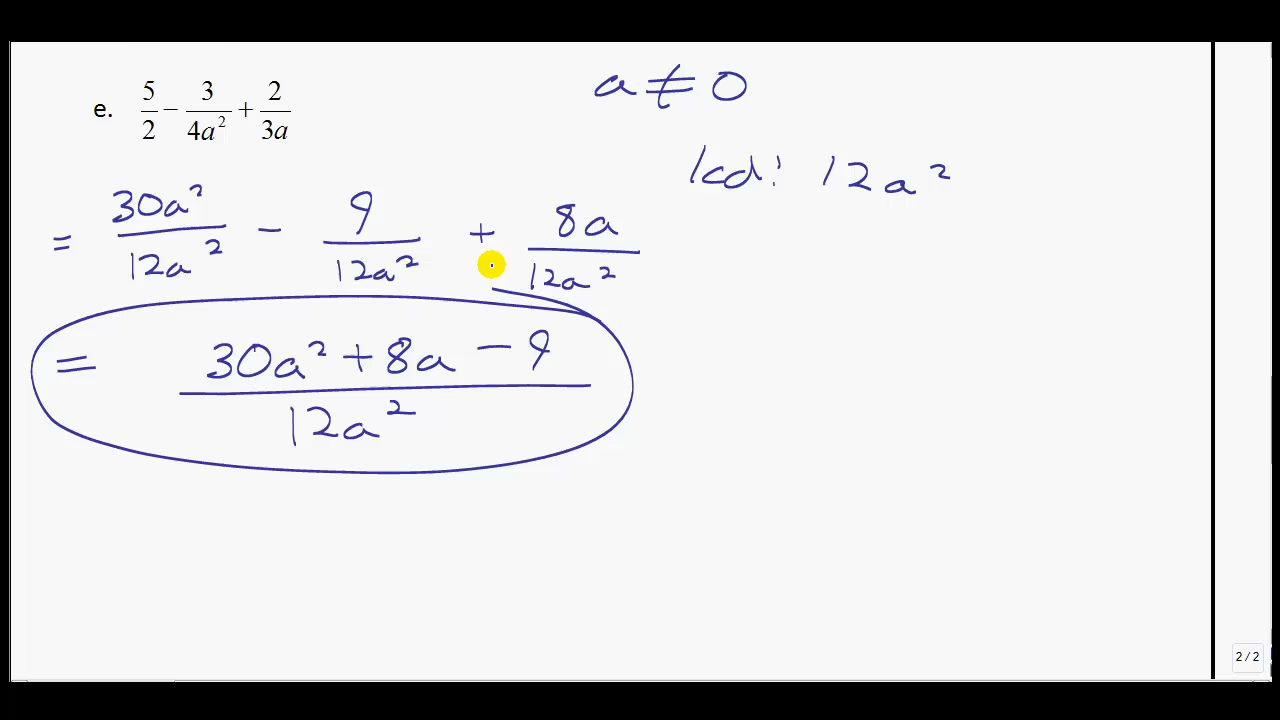 a ≠ 0
e. 5/2 − 3/4a² + 2/3a
lcd: 12a²
= 30a²/12a² − 9/12a² + 8a/12a²
= 30a² + 8a − 9/12a²
2/2